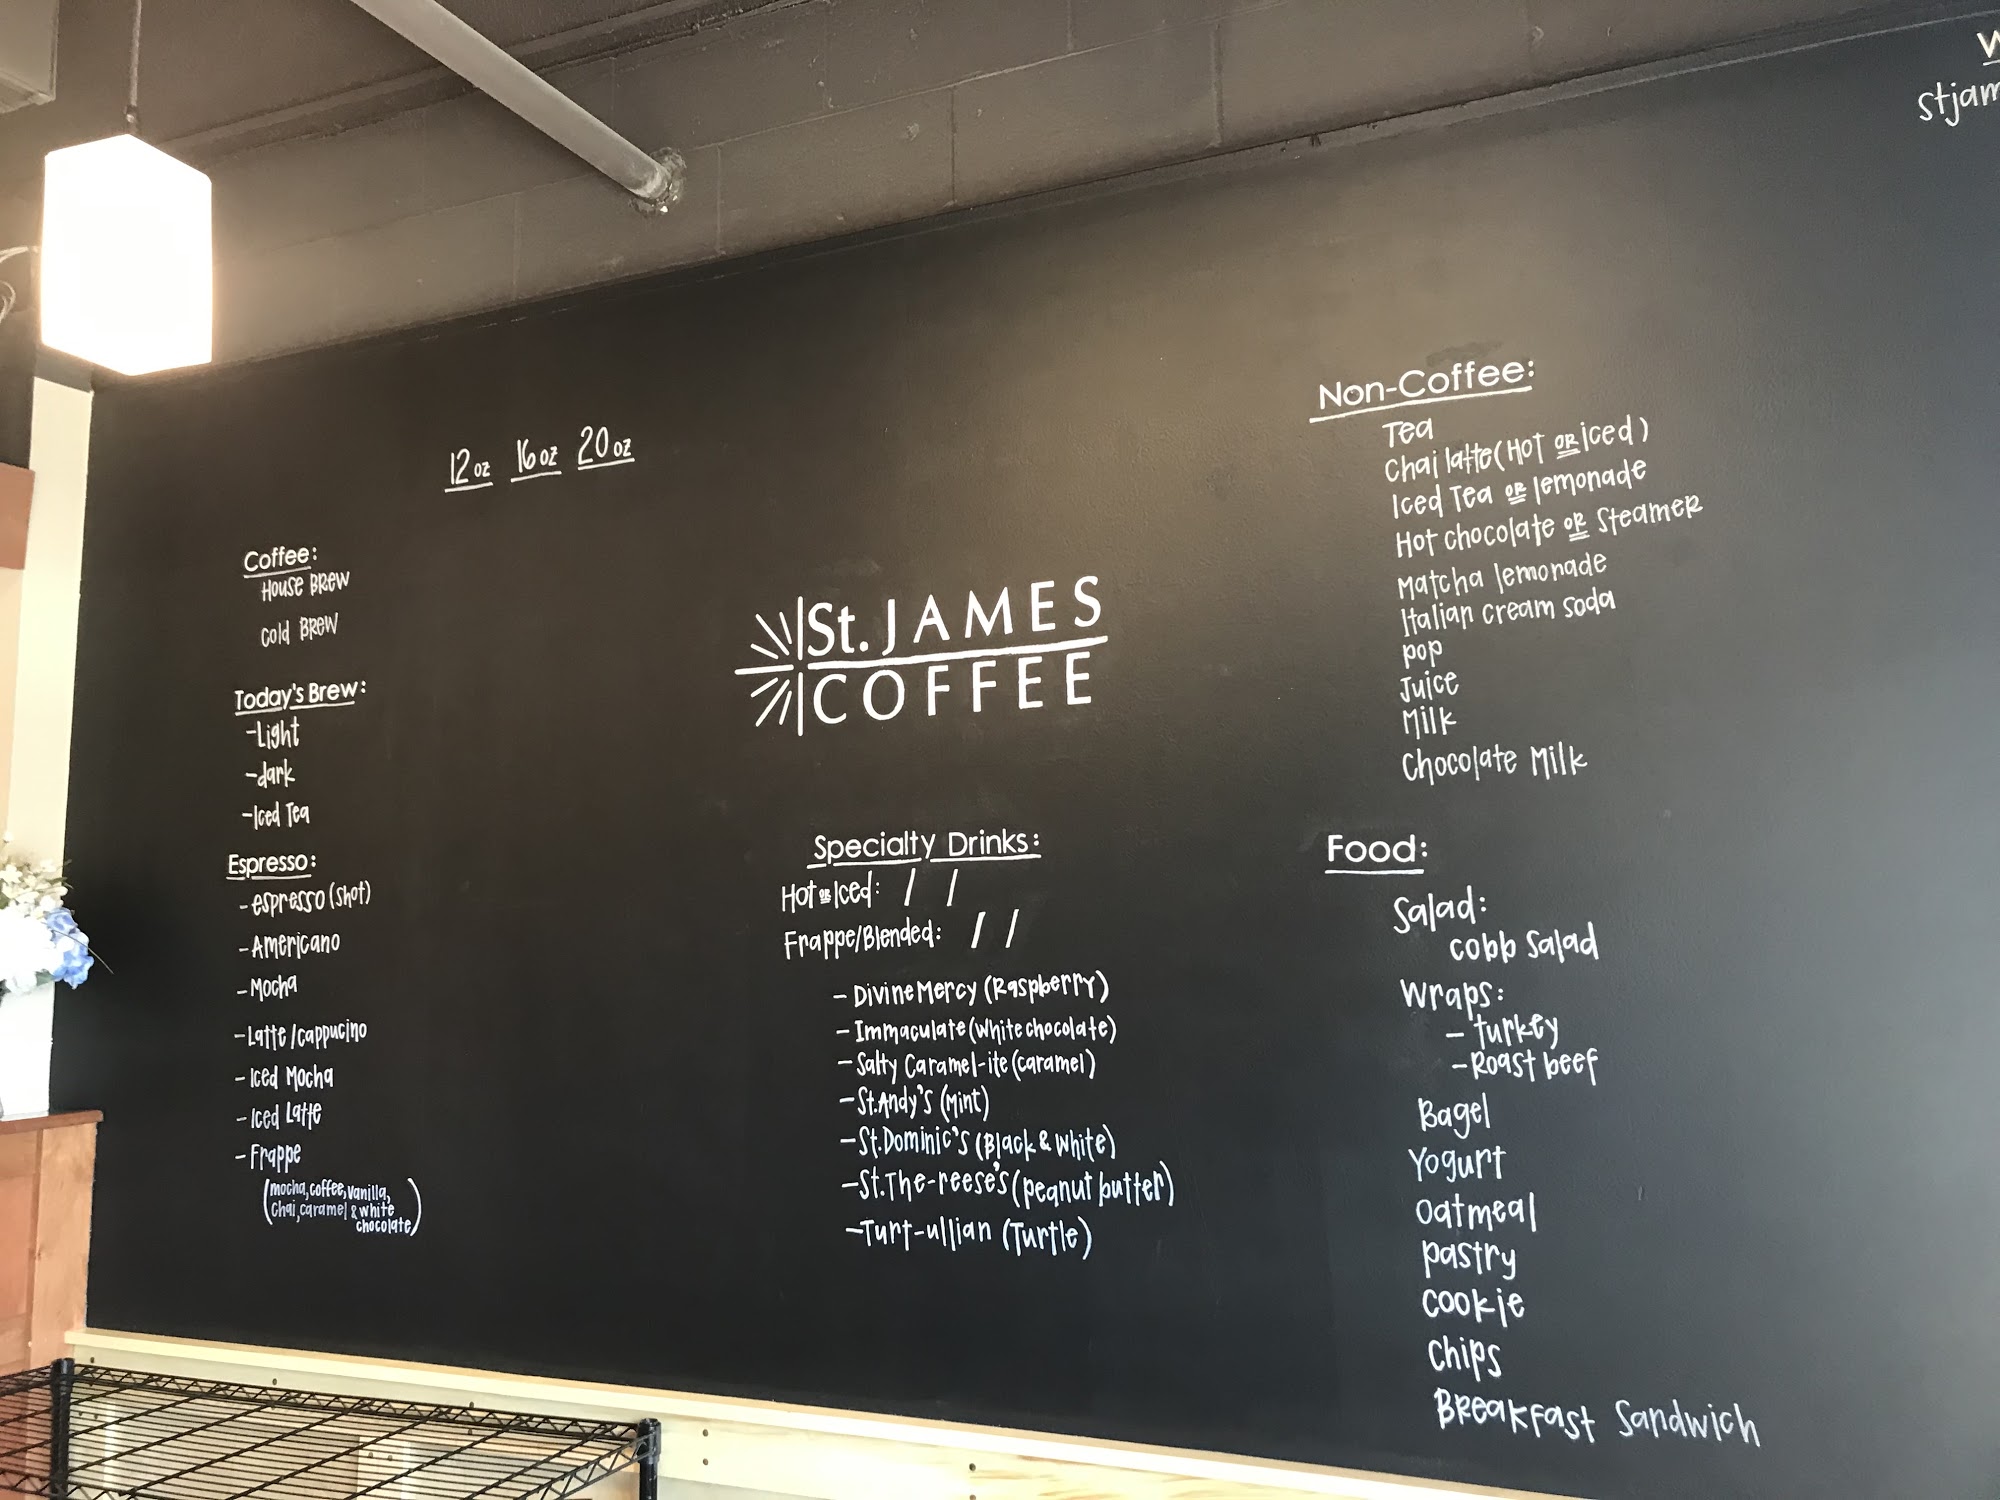 12oz 16oz 20oz
Coffee:
House Brew
Cold Brew
Today's Brew:
-Light
-dark
-Iced Tea
Espresso:
-espresso (shot)
-Americano
-Mocha
-Latte/cappucino
-Iced Mocha
-Iced Latte
-Frappe
(mocha, coffee, vanilla,
chai, caramel & white
chocolate)
St. JAMES
COFFEE
Specialty Drinks:
Hot or Iced: / /
Frappe/Blended: / /
- Divine Mercy (Raspberry)
- Immaculate (white chocolate)
- Salty Caramel-ite (caramel)
- St. Andy's (Mint)
- St. Dominic's (Black & White)
- St. The-reese's (peanut butter)
- Turt-ullian (Turtle)
Non-Coffee:
Tea
Chai latte (Hot or iced)
Iced Tea or lemonade
Hot chocolate or Steamer
Matcha lemonade
Italian cream soda
pop
Juice
Milk
Chocolate Milk
Food:
Salad:
cobb Salad
Wraps:
- turkey
- Roast beef
Bagel
Yogurt
Oatmeal
pastry
cookie
chips
Breakfast Sandwich
stjam